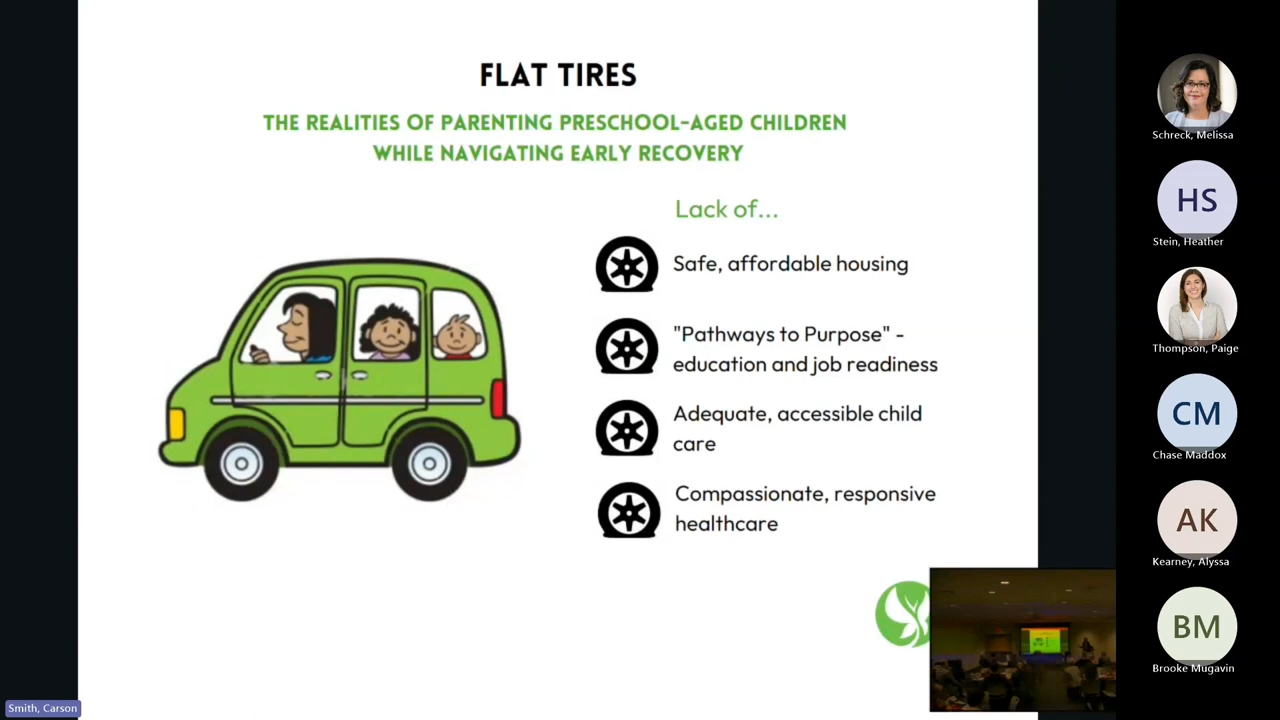 FLAT TIRES
THE REALITIES OF PARENTING PRESCHOOL-AGED CHILDREN
WHILE NAVIGATING EARLY RECOVERY
Lack of...
Safe, affordable housing
"Pathways to Purpose" -
education and job readiness
Adequate, accessible child
care
Compassionate, responsive
healthcare
Schreck, Melissa
HS
Stein, Heather
Thompson, Paige
CM
Chase Maddox
AK
Kearney, Alyssa
BM
Brooke Mugavin
Smith, Carson